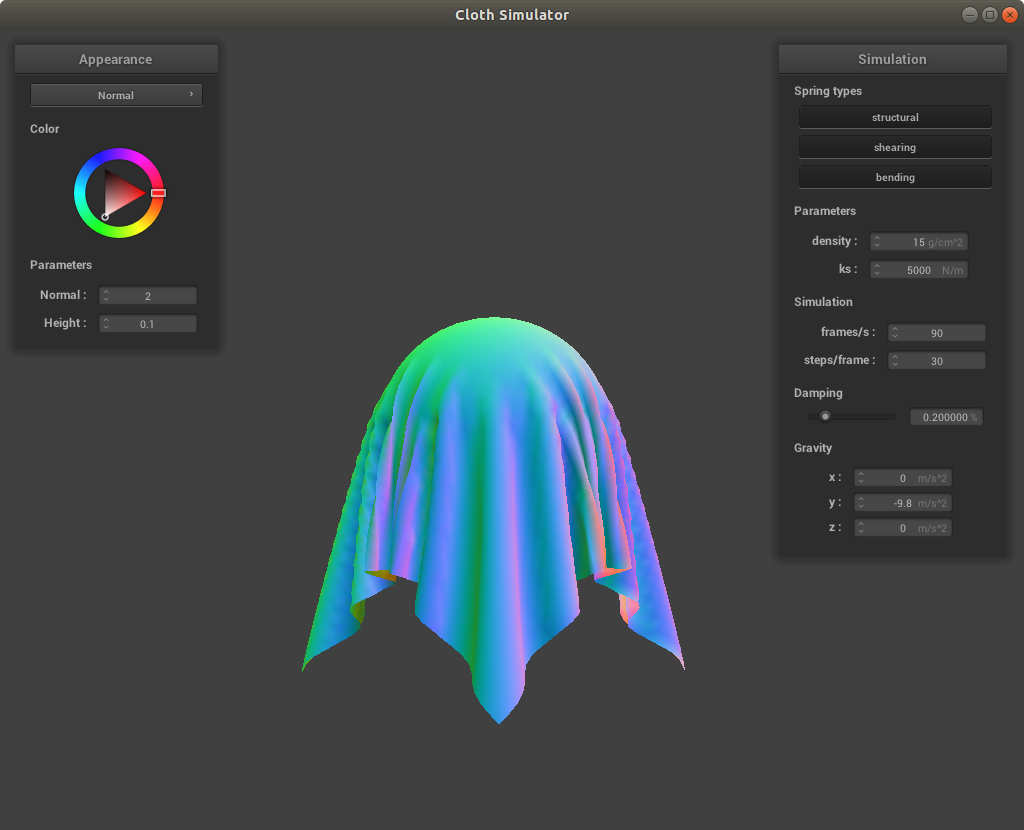 Cloth Simulator
Appearance
Normal
Color
Parameters
Normal : 2
Height : 0.1
Simulation
Spring types
structural
shearing
bending
Parameters
density : 15 g/cm^2
ks : 5000 N/m
Simulation
frames/s : 90
steps/frame : 30
Damping
0.200000 %
Gravity
x : 0 m/s^2
y : -9.8 m/s^2
z : 0 m/s^2